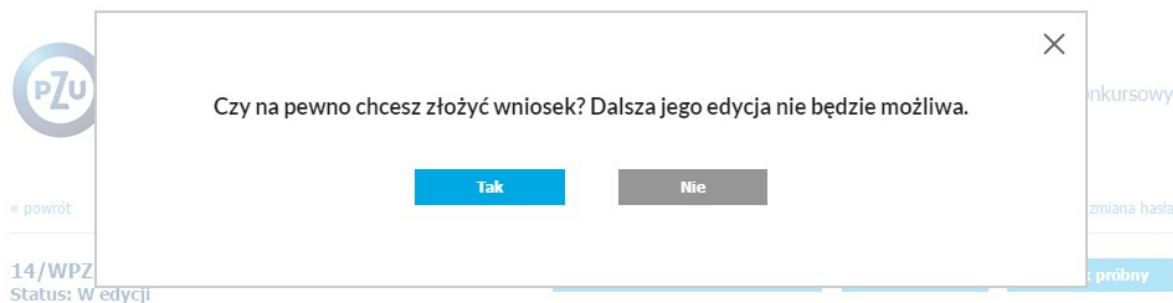 PZU
Czy na pewno chcesz złożyć wniosek? Dalsza jego edycja nie będzie możliwa.
Tak
Nie
« powrót
zmiana hasła
14/WPZ
próbny
Status: W edycji